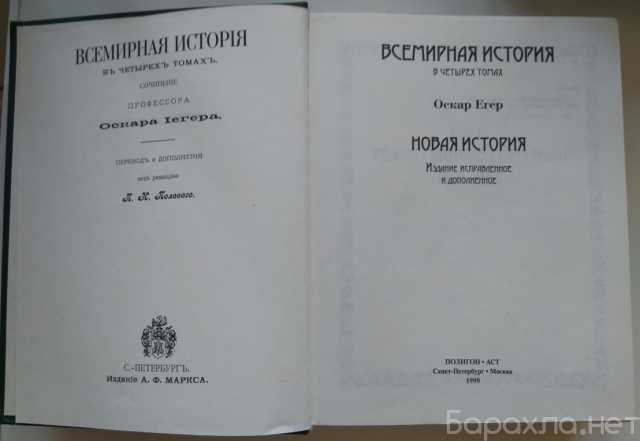 ВСЕМИРНАЯ ИСТОРІЯ
ВЪ ЧЕТЫРЕХЪ ТОМАХЪ.
СОЧИНЕНІЕ
ПРОФЕССОРА
Оскара Іегера.
ПЕРЕВОДЪ и ДОПОЛНЕНІЯ
подъ редакціею
П. Н. Полевого.
С.-ПЕТЕРБУРГЪ.
Изданіе А. Ф. МАРКСА.
ВСЕМИРНАЯ ИСТОРИЯ
В ЧЕТЫРЕХ ТОМАХ
Оскар Егер
НОВАЯ ИСТОРИЯ
Издание исправленное
и дополненное
ПОЛИГОН • АСТ
Санкт-Петербург • Москва
1999
Барахла.нет